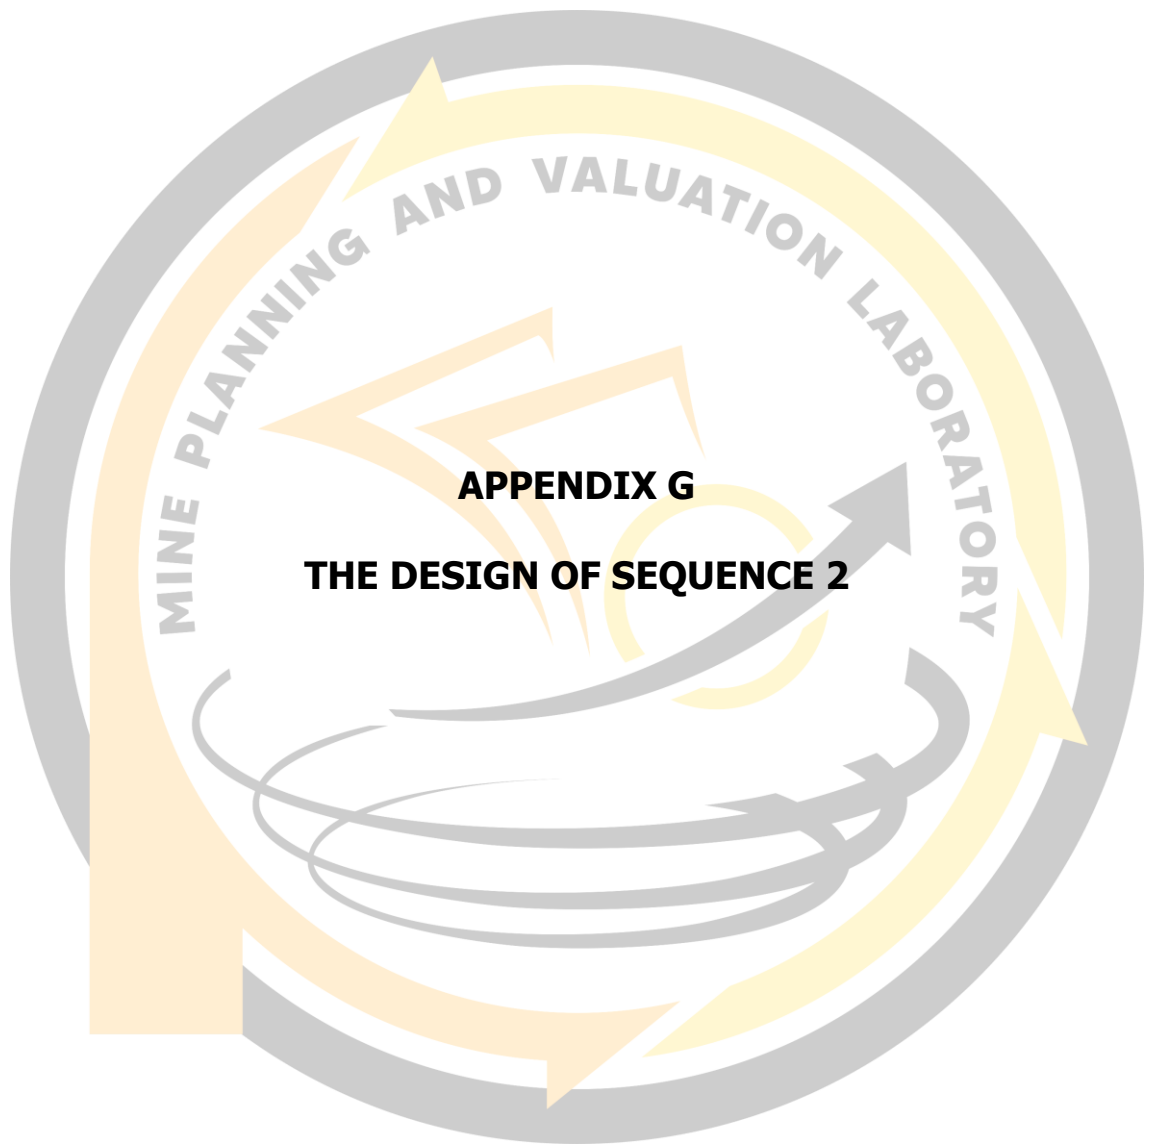 MINE PLANNING AND VALUATION LABORATORY
APPENDIX G
THE DESIGN OF SEQUENCE 2